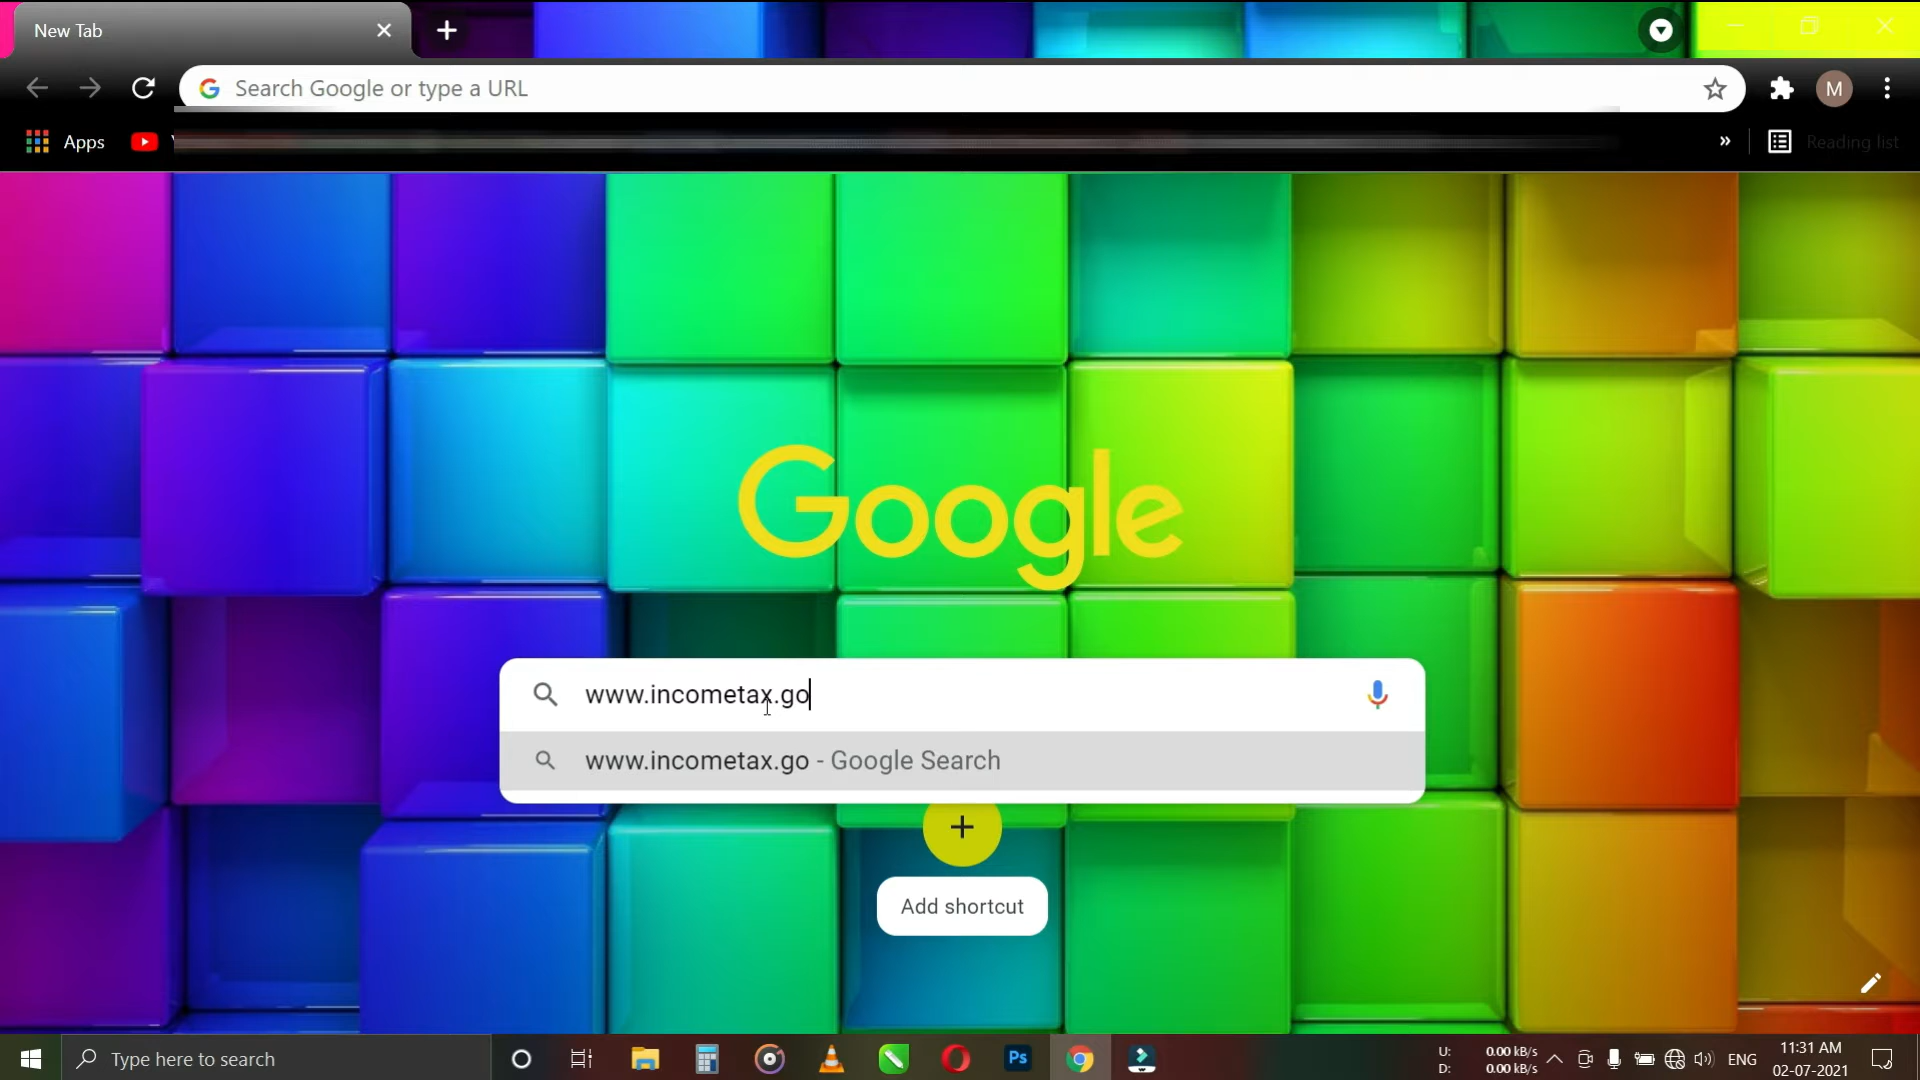 New Tab
Search Google or type a URL
M
Apps
»
Reading list
Google
www.incometax.go
www.incometax.go - Google Search
Add shortcut
Type here to search
Ps
U: 0.00 kB/s
D: 0.00 kB/s
ENG
11:31 AM
02-07-2021